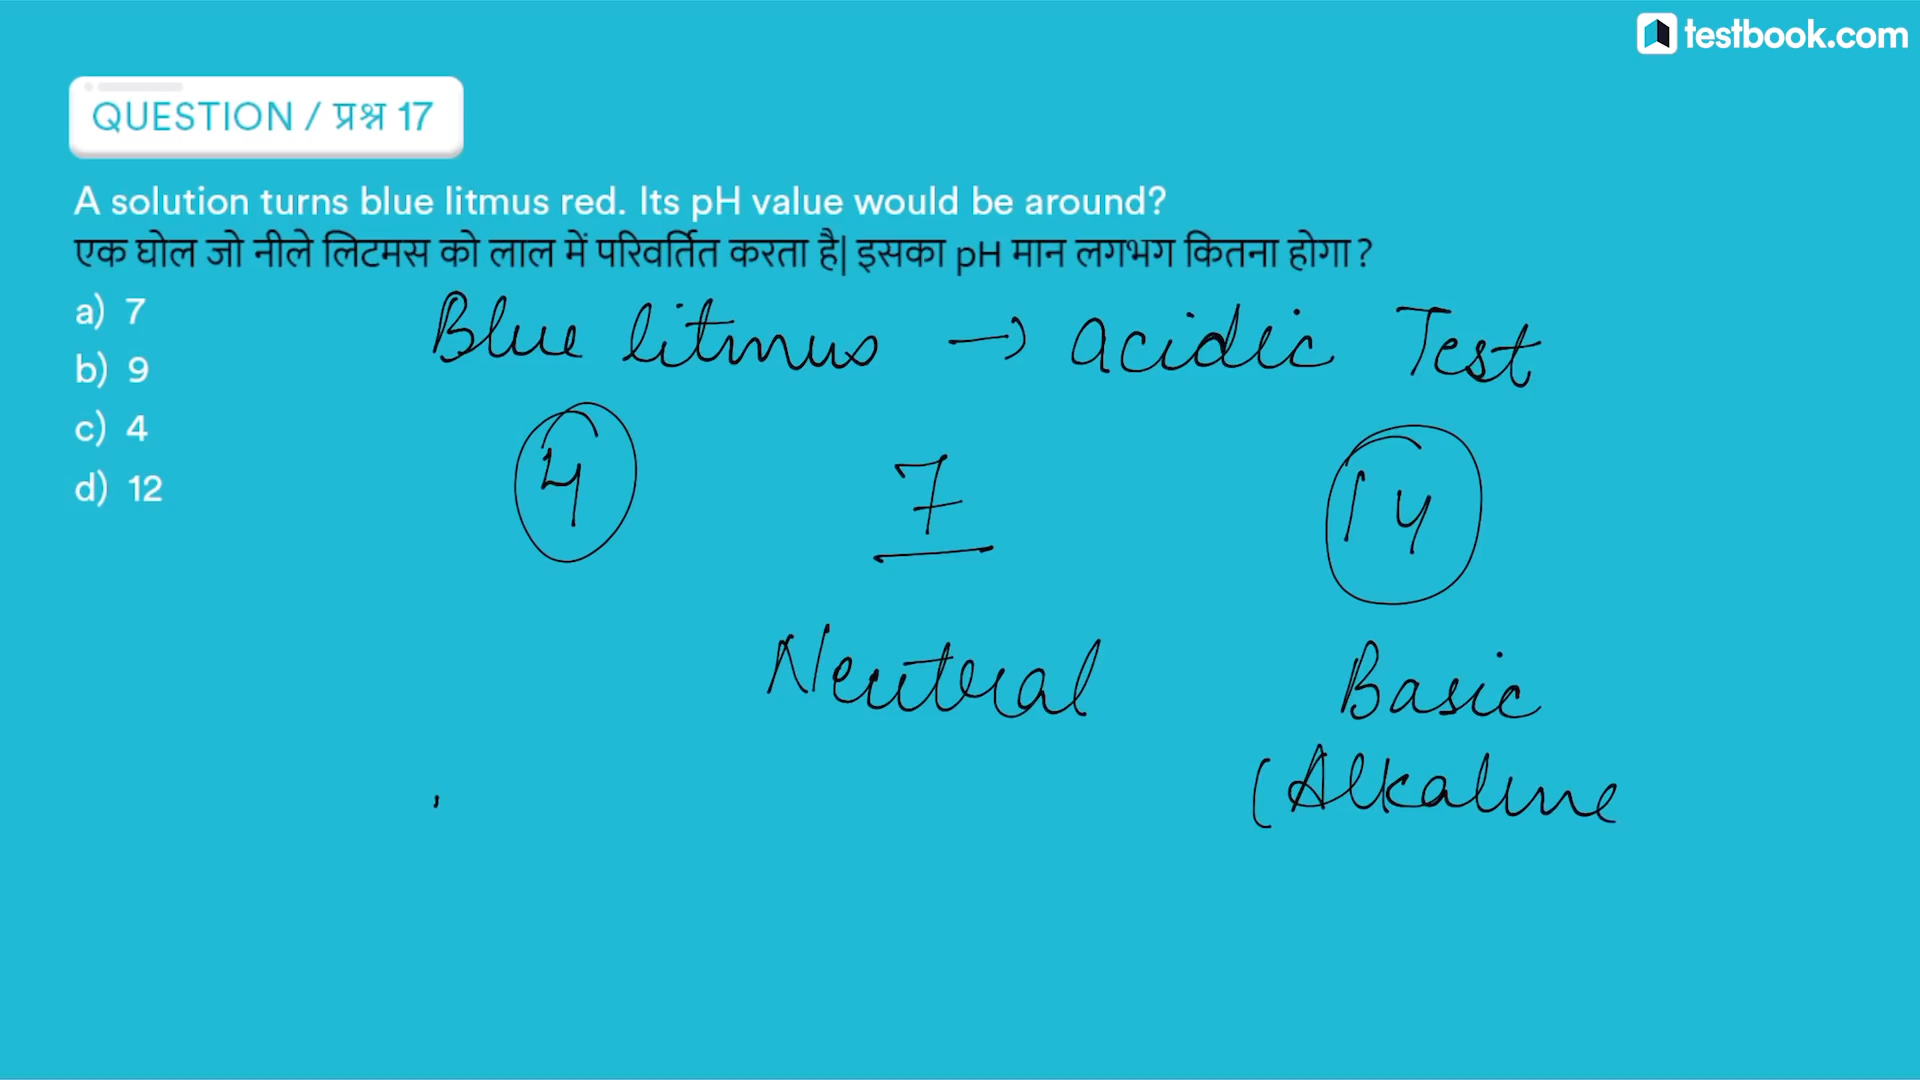 testbook.com
QUESTION / प्रश्न 17
A solution turns blue litmus red. Its pH value would be around?
एक घोल जो नीले लिटमस को लाल में परिवर्तित करता है| इसका pH मान लगभग कितना होगा?
a) 7
b) 9
c) 4
d) 12
Blue litmus → acidic Test
4 7 14
Neutral Basic
(Alkaline